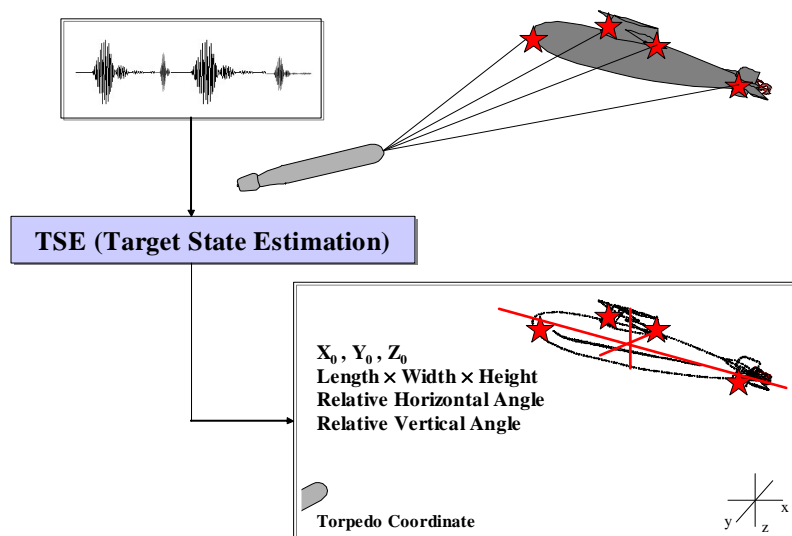 TSE (Target State Estimation)
X₀ , Y₀ , Z₀
Length × Width × Height
Relative Horizontal Angle
Relative Vertical Angle
Torpedo Coordinate
x
y
z